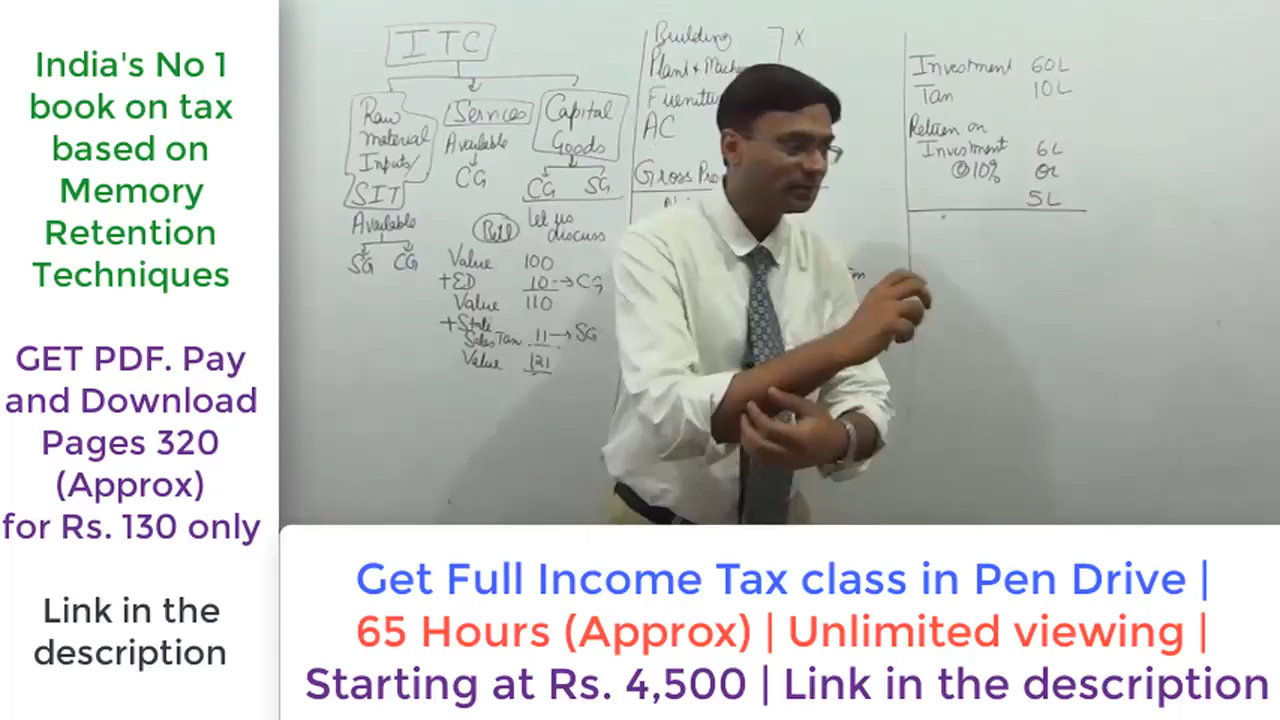 India's No 1
book on tax
based on
Memory
Retention
Techniques
GET PDF. Pay
and Download
Pages 320
(Approx)
for Rs. 130 only
Link in the
description
ITC
Raw
material
Inputs/
SIT
Available
SG CG
Services
Available
CG
Capital
Goods
CG SG
Let us
discuss
Bill
Value 100
+ED 10 → CG
Value 110
+State
Sales Tax 11 → SG
Value 121
Building
X
Plant &
AC
Gross
Investment 60L
Tax 10L
Return on
Investment 6L
@10% Or
5L
Get Full Income Tax class in Pen Drive |
65 Hours (Approx) | Unlimited viewing |
Starting at Rs. 4,500 | Link in the description